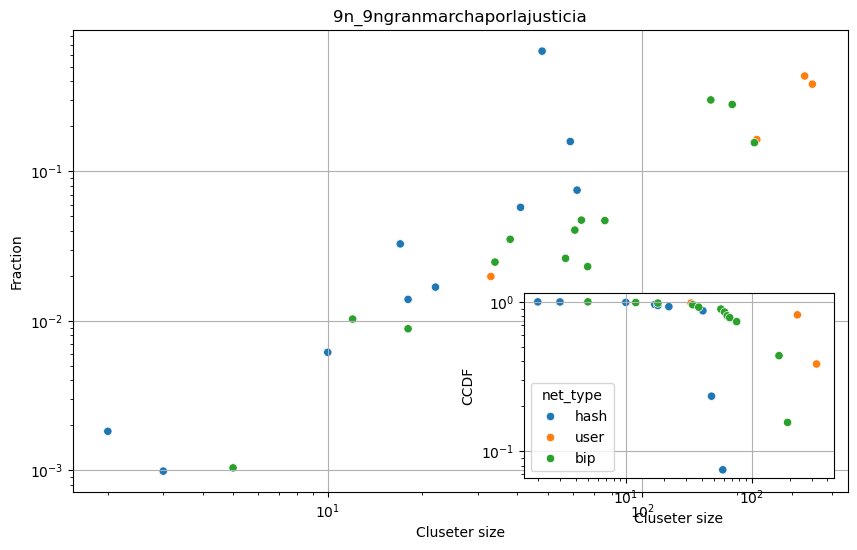 9n_9ngranmarchaporlajusticia
Fraction
10⁻¹
10⁻²
10⁻³
10¹
10²
Cluseter size
CCDF
10⁰
10⁻¹
net_type
hash
user
bip
10¹
10²
Cluseter size